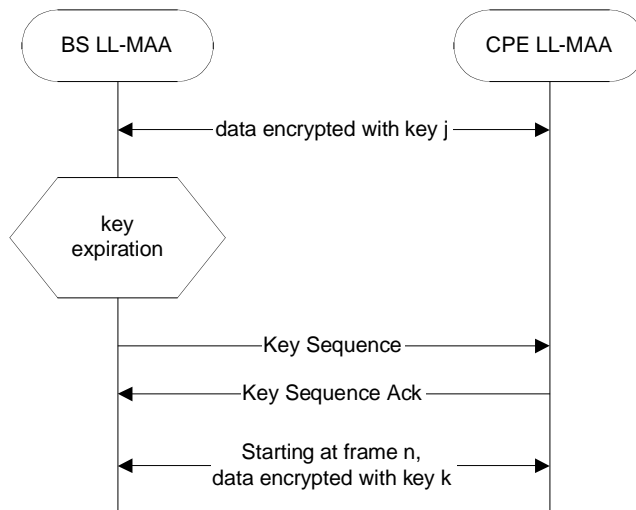 BS LL-MAA
CPE LL-MAA
data encrypted with key j
key
expiration
Key Sequence
Key Sequence Ack
Starting at frame n,
data encrypted with key k